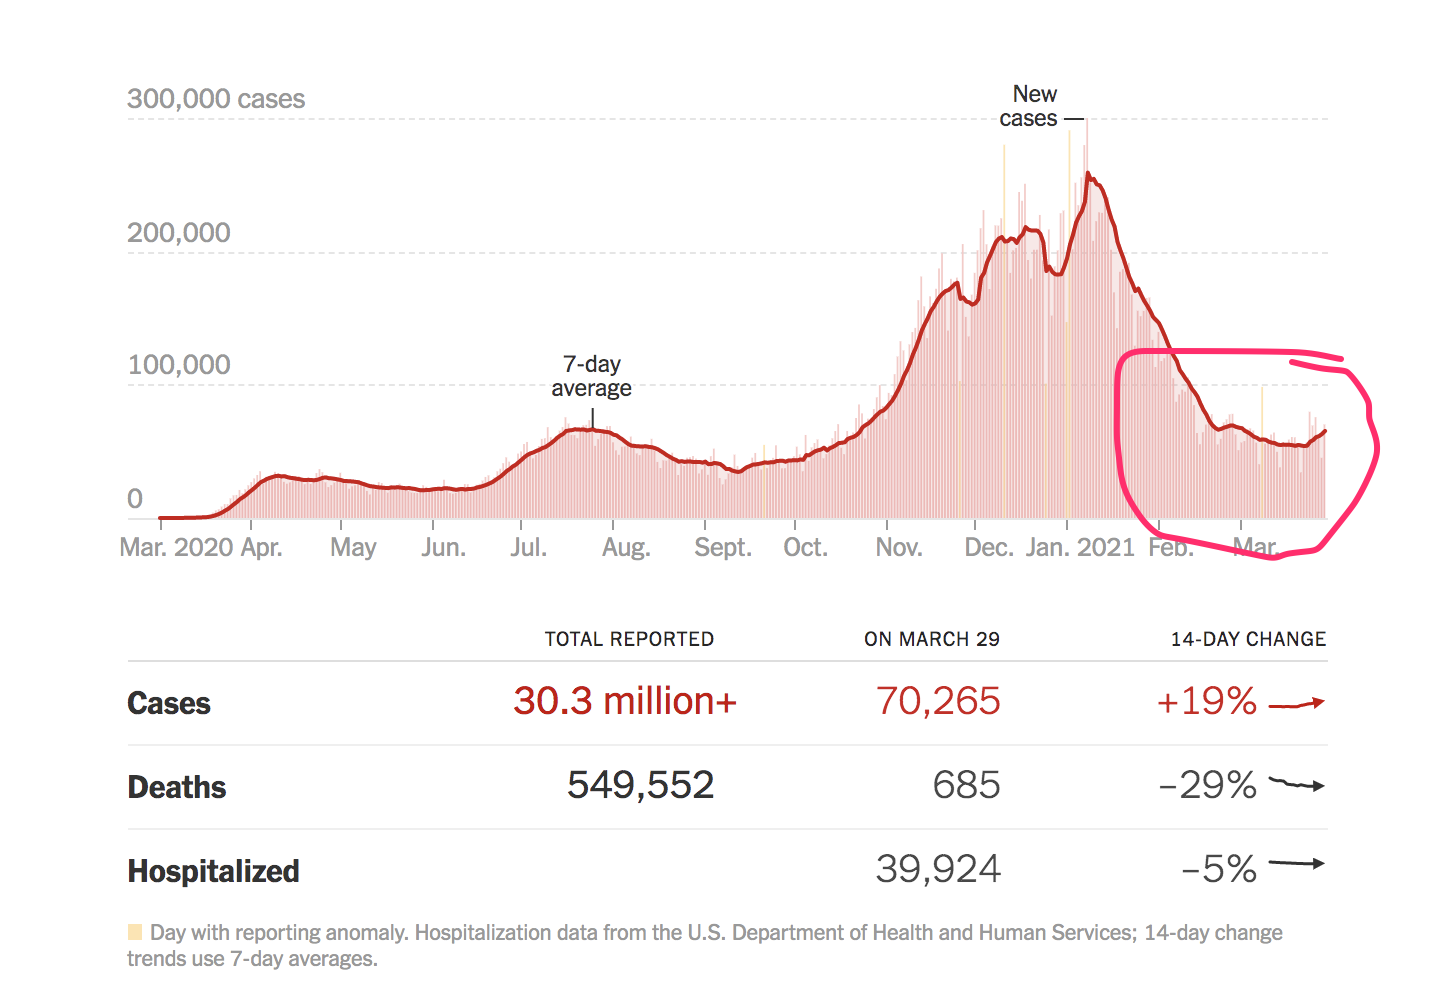 300,000 cases
New
cases
200,000
100,000
7-day
average
0
Mar. 2020 Apr. May Jun. Jul. Aug. Sept. Oct. Nov. Dec. Jan. 2021 Feb. Mar.
TOTAL REPORTED ON MARCH 29 14-DAY CHANGE
Cases 30.3 million+ 70,265 +19%
Deaths 549,552 685 –29%
Hospitalized 39,924 –5%
Day with reporting anomaly. Hospitalization data from the U.S. Department of Health and Human Services; 14-day change
trends use 7-day averages.